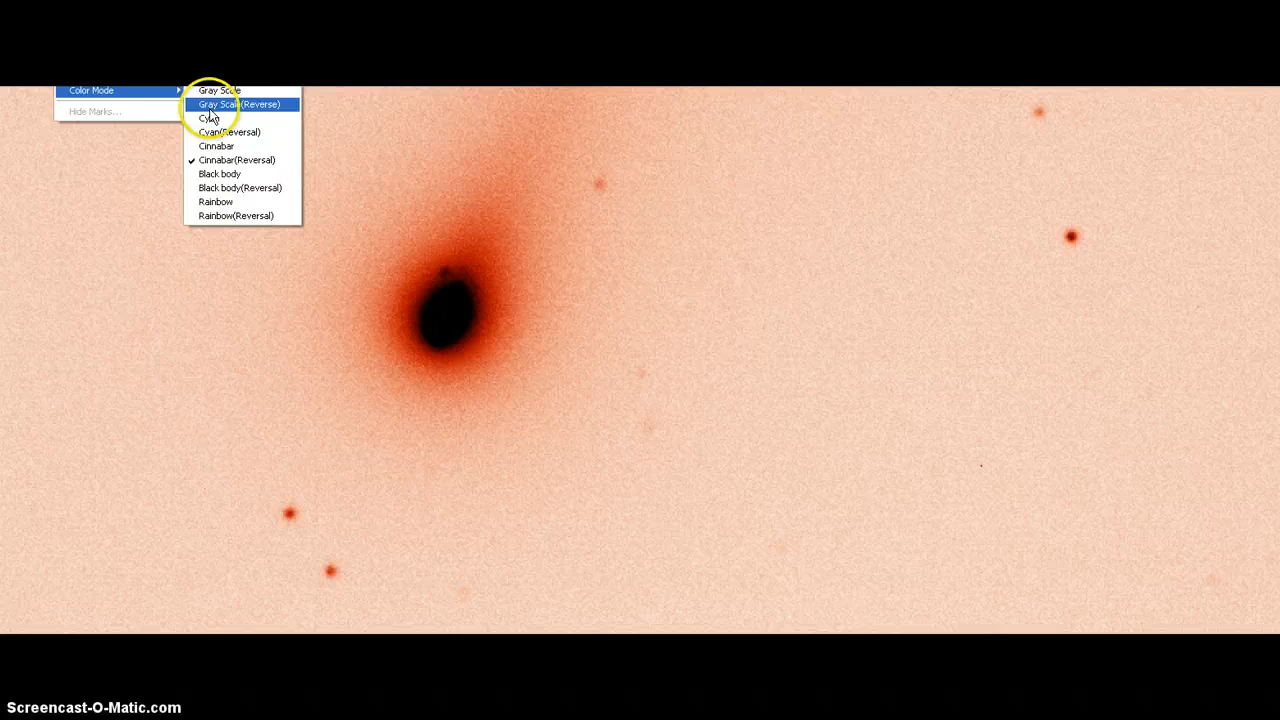 Color Mode
Hide Marks...
Gray Scale
Gray Scale(Reverse)
Cyan
Cyan(Reversal)
Cinnabar
Cinnabar(Reversal)
Black body
Black body(Reversal)
Rainbow
Rainbow(Reversal)
Screencast-O-Matic.com